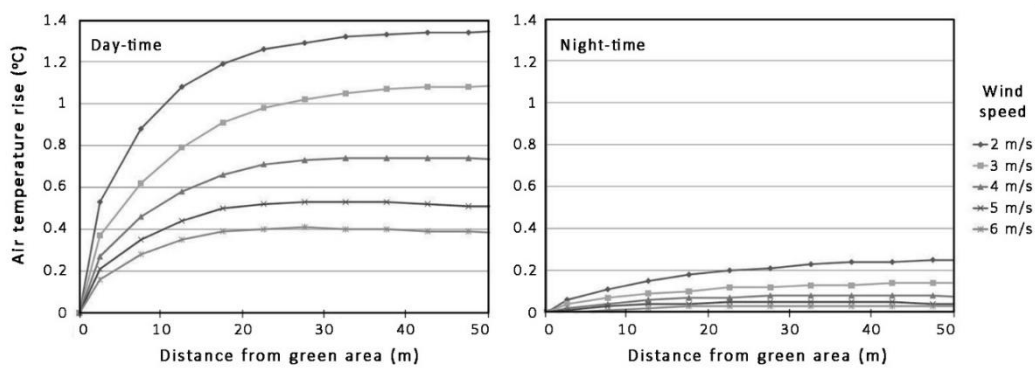 1.4
1.2
1
0.8
0.6
0.4
0.2
0
Day-time
Air temperature rise (ºC)
0 10 20 30 40 50
Distance from green area (m)
1.4
1.2
1
0.8
0.6
0.4
0.2
0
Night-time
0 10 20 30 40 50
Distance from green area (m)
Wind
speed
2 m/s
3 m/s
4 m/s
5 m/s
6 m/s